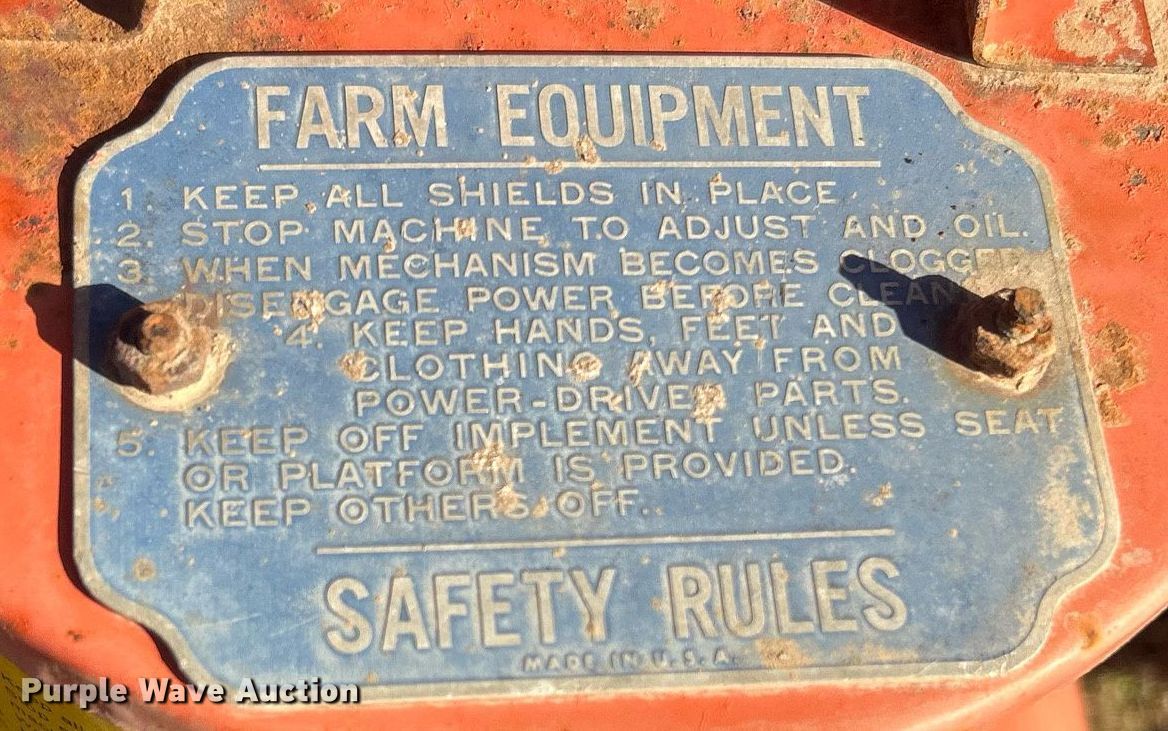 FARM EQUIPMENT
1. KEEP ALL SHIELDS IN PLACE
2. STOP MACHINE TO ADJUST AND OIL.
3. WHEN MECHANISM BECOMES CLOGGED
DISENGAGE POWER BEFORE
4. KEEP HANDS, FEET AND
CLOTHING AWAY FROM
POWER-DRIVEN PARTS.
5. KEEP OFF IMPLEMENT UNLESS SEAT
OR PLATFORM IS PROVIDED.
KEEP OTHERS OFF.
SAFETY RULES
MADE IN U.S.A.
Purple Wave Auction